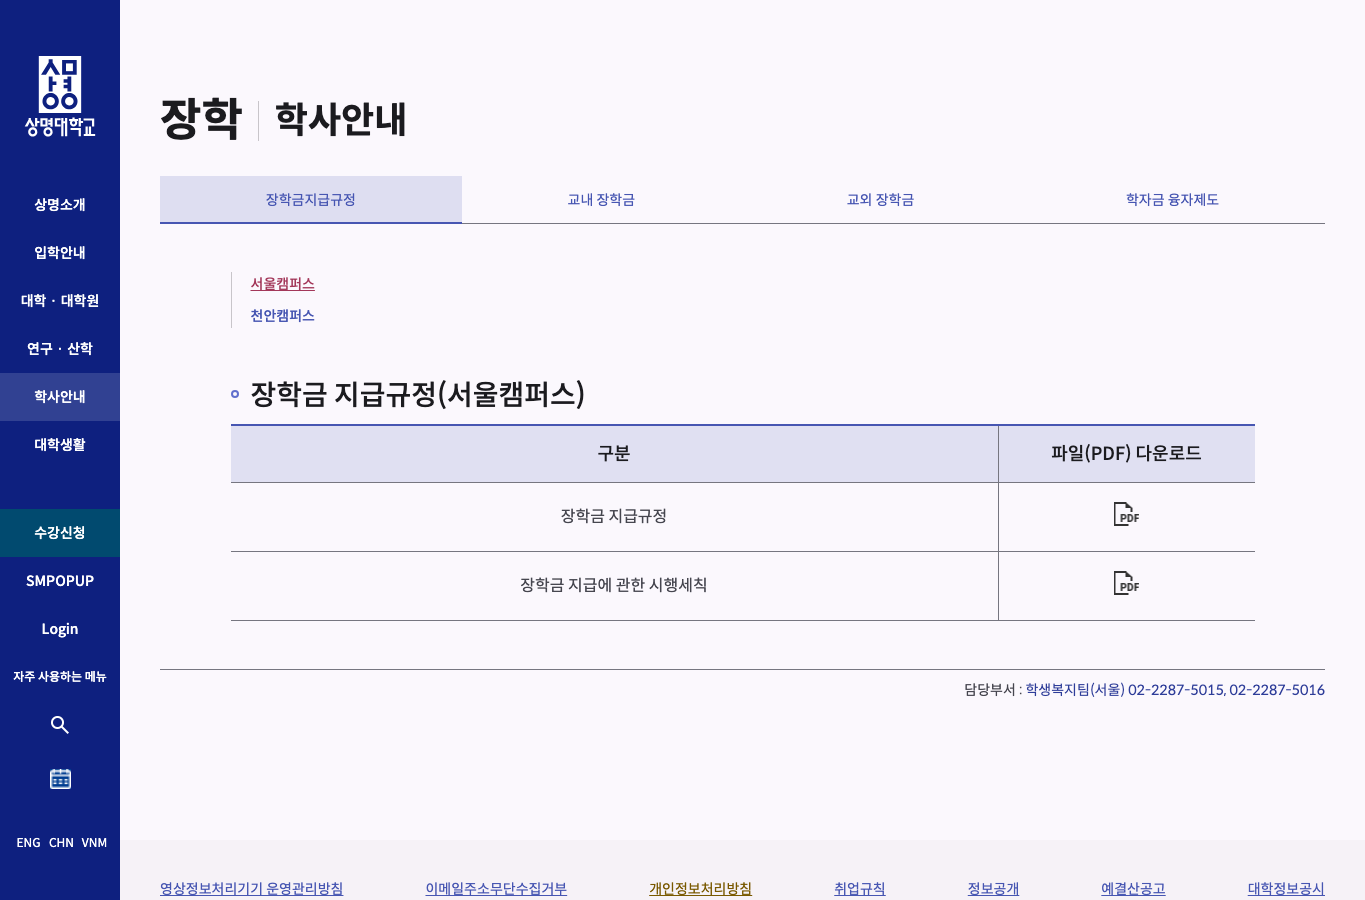 상명
상명대학교
상명소개
입학안내
대학 · 대학원
연구 · 산학
학사안내
대학생활
수강신청
SMPOPUP
Login
자주 사용하는 메뉴
ENG CHN VNM
장학 학사안내
장학금지급규정 교내 장학금 교외 장학금 학자금 융자제도
서울캠퍼스
천안캠퍼스
장학금 지급규정(서울캠퍼스)
구분 파일(PDF) 다운로드
장학금 지급규정 PDF
장학금 지급에 관한 시행세칙 PDF
담당부서 : 학생복지팀(서울) 02-2287-5015, 02-2287-5016
영상정보처리기기 운영관리방침 이메일주소무단수집거부 개인정보처리방침 취업규칙 정보공개 예결산공고 대학정보공시